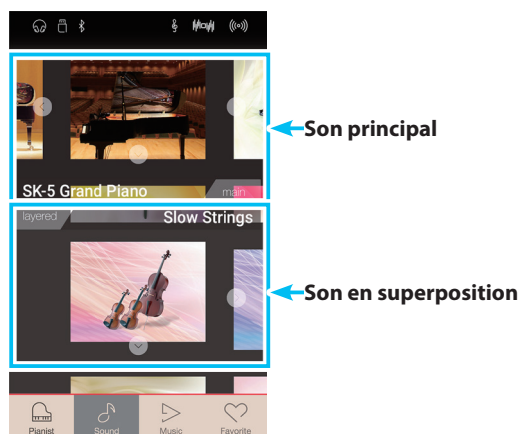 Son principal
SK-5 Grand Piano
main
layered
Slow Strings
Son en superposition
Pianist
Sound
Music
Favorite